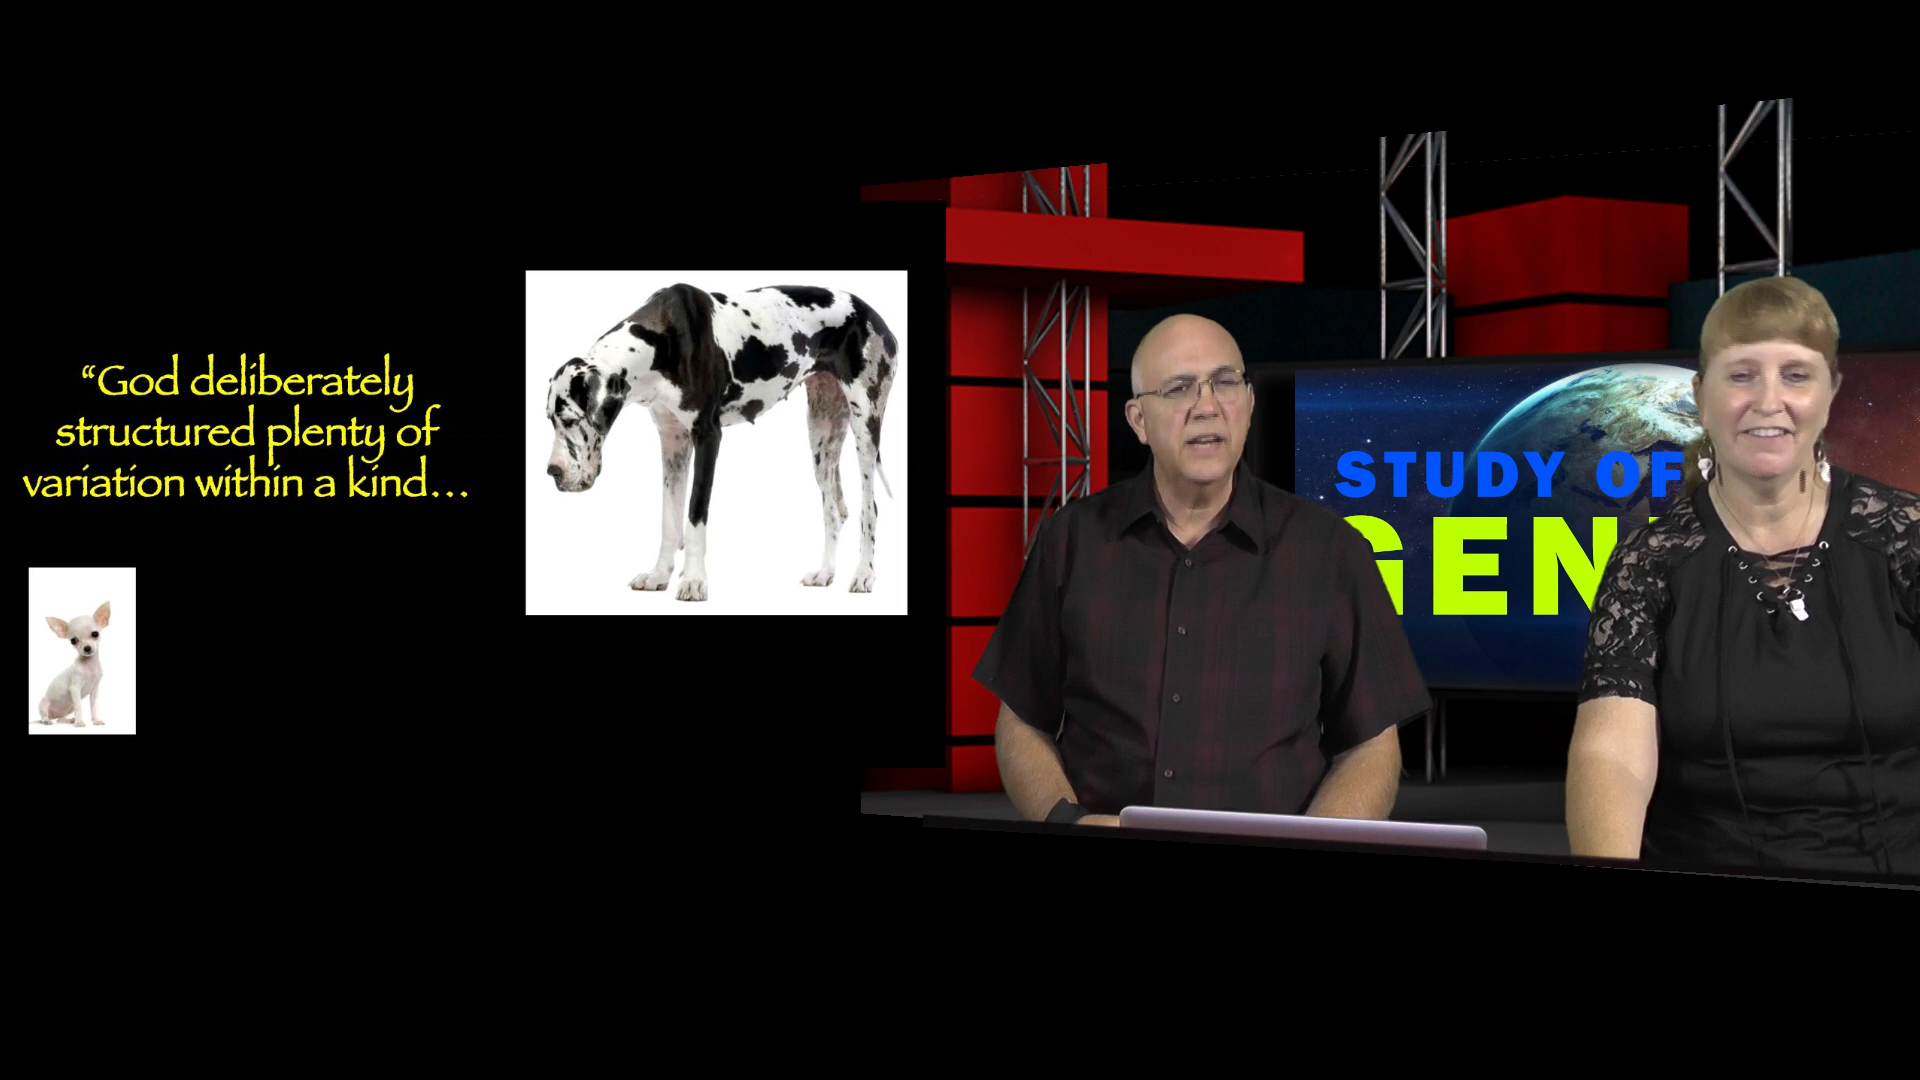 “God deliberately
structured plenty of
variation within a kind...
STUDY OF
GEN